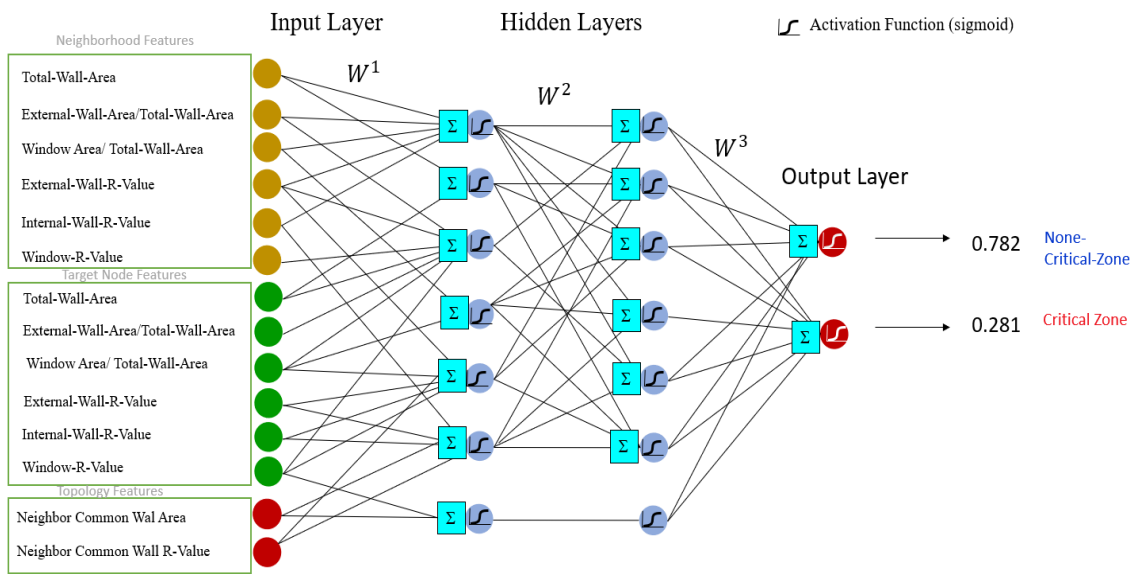 Input Layer
Hidden Layers
Activation Function (sigmoid)
Neighborhood Features
Total-Wall-Area
External-Wall-Area/Total-Wall-Area
Window Area/ Total-Wall-Area
External-Wall-R-Value
Internal-Wall-R-Value
Window-R-Value
Target Node Features
Total-Wall-Area
External-Wall-Area/Total-Wall-Area
Window Area/ Total-Wall-Area
External-Wall-R-Value
Internal-Wall-R-Value
Window-R-Value
Topology Features
Neighbor Common Wal Area
Neighbor Common Wall R-Value
W¹
W²
W³
Σ
Σ
Σ
Σ
Σ
Σ
Σ
Σ
Σ
Σ
Σ
Σ
Σ
Output Layer
Σ
Σ
0.782
None-
Critical-Zone
0.281
Critical Zone